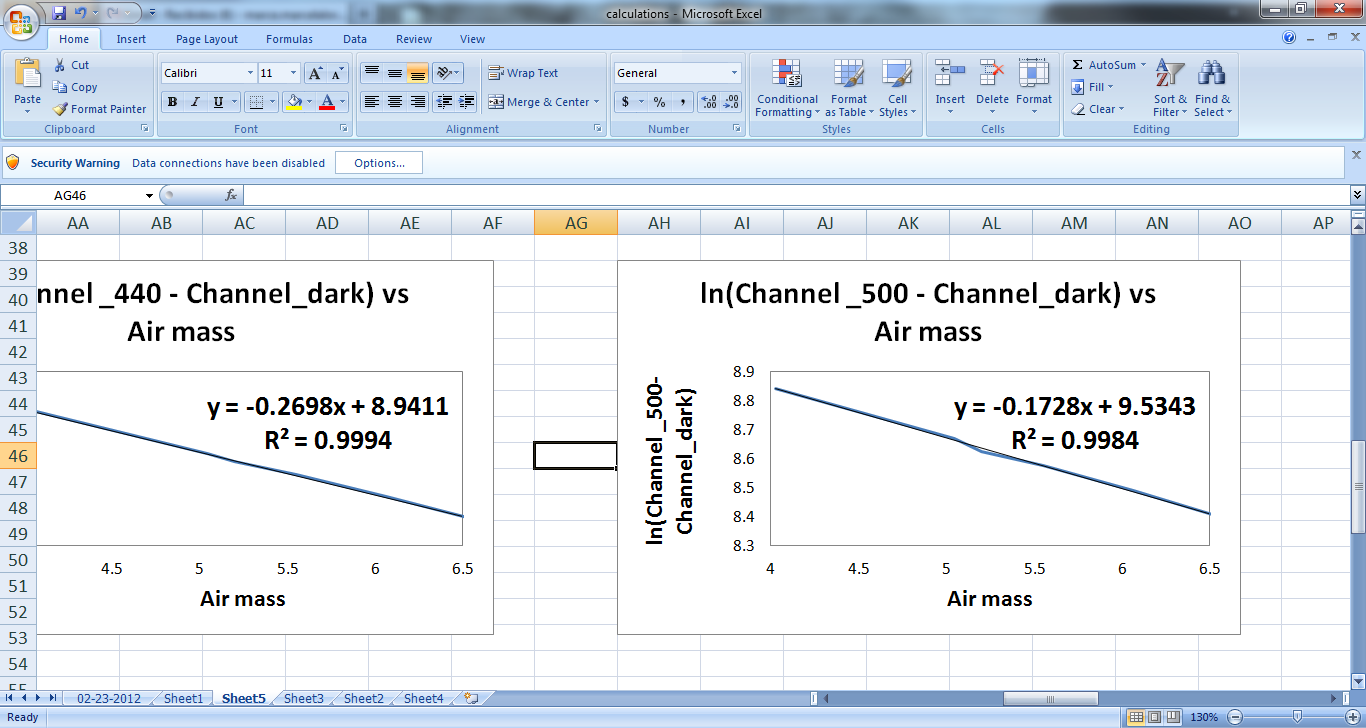 calculations - Microsoft Excel
Home Insert Page Layout Formulas Data Review View
Paste
Cut
Copy
Format Painter
Clipboard
Calibri 11
B I U
Font
Wrap Text
Merge & Center
Alignment
General
$ % ,
Number
Conditional Formatting
Format as Table
Cell Styles
Styles
Insert Delete Format
Cells
Σ AutoSum
Fill
Clear
Sort & Filter
Find & Select
Editing
Security Warning Data connections have been disabled Options...
AG46 fx
AA AB AC AD AE AF AG AH AI AJ AK AL AM AN AO AP
38
39
40
41
42
43
44
45
46
47
48
49
50
51
52
53
54
55
nnel _440 - Channel_dark) vs
Air mass
y = -0.2698x + 8.9411
R² = 0.9994
4.5 5 5.5 6 6.5
Air mass
ln(Channel _500 - Channel_dark) vs
Air mass
ln(Channel _500-
Channel_dark)
8.9
8.8
8.7
8.6
8.5
8.4
8.3
y = -0.1728x + 9.5343
R² = 0.9984
4 4.5 5 5.5 6 6.5
Air mass
02-23-2012 Sheet1 Sheet5 Sheet3 Sheet2 Sheet4
Ready 130%